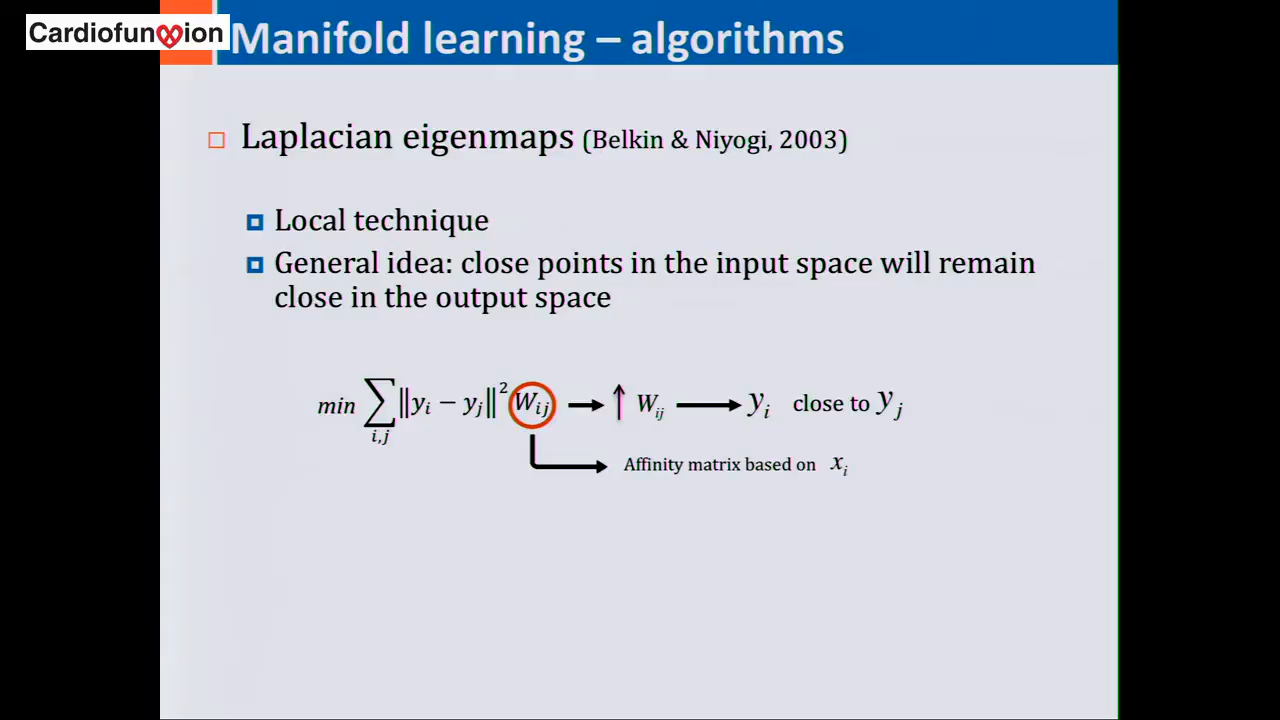 CardiofunXion
Manifold learning – algorithms
Laplacian eigenmaps (Belkin & Niyogi, 2003)
Local technique
General idea: close points in the input space will remain
close in the output space
min ∑ i,j ‖y_i − y_j‖² W_ij → ↑ W_ij → y_i close to y_j
Affinity matrix based on x_i